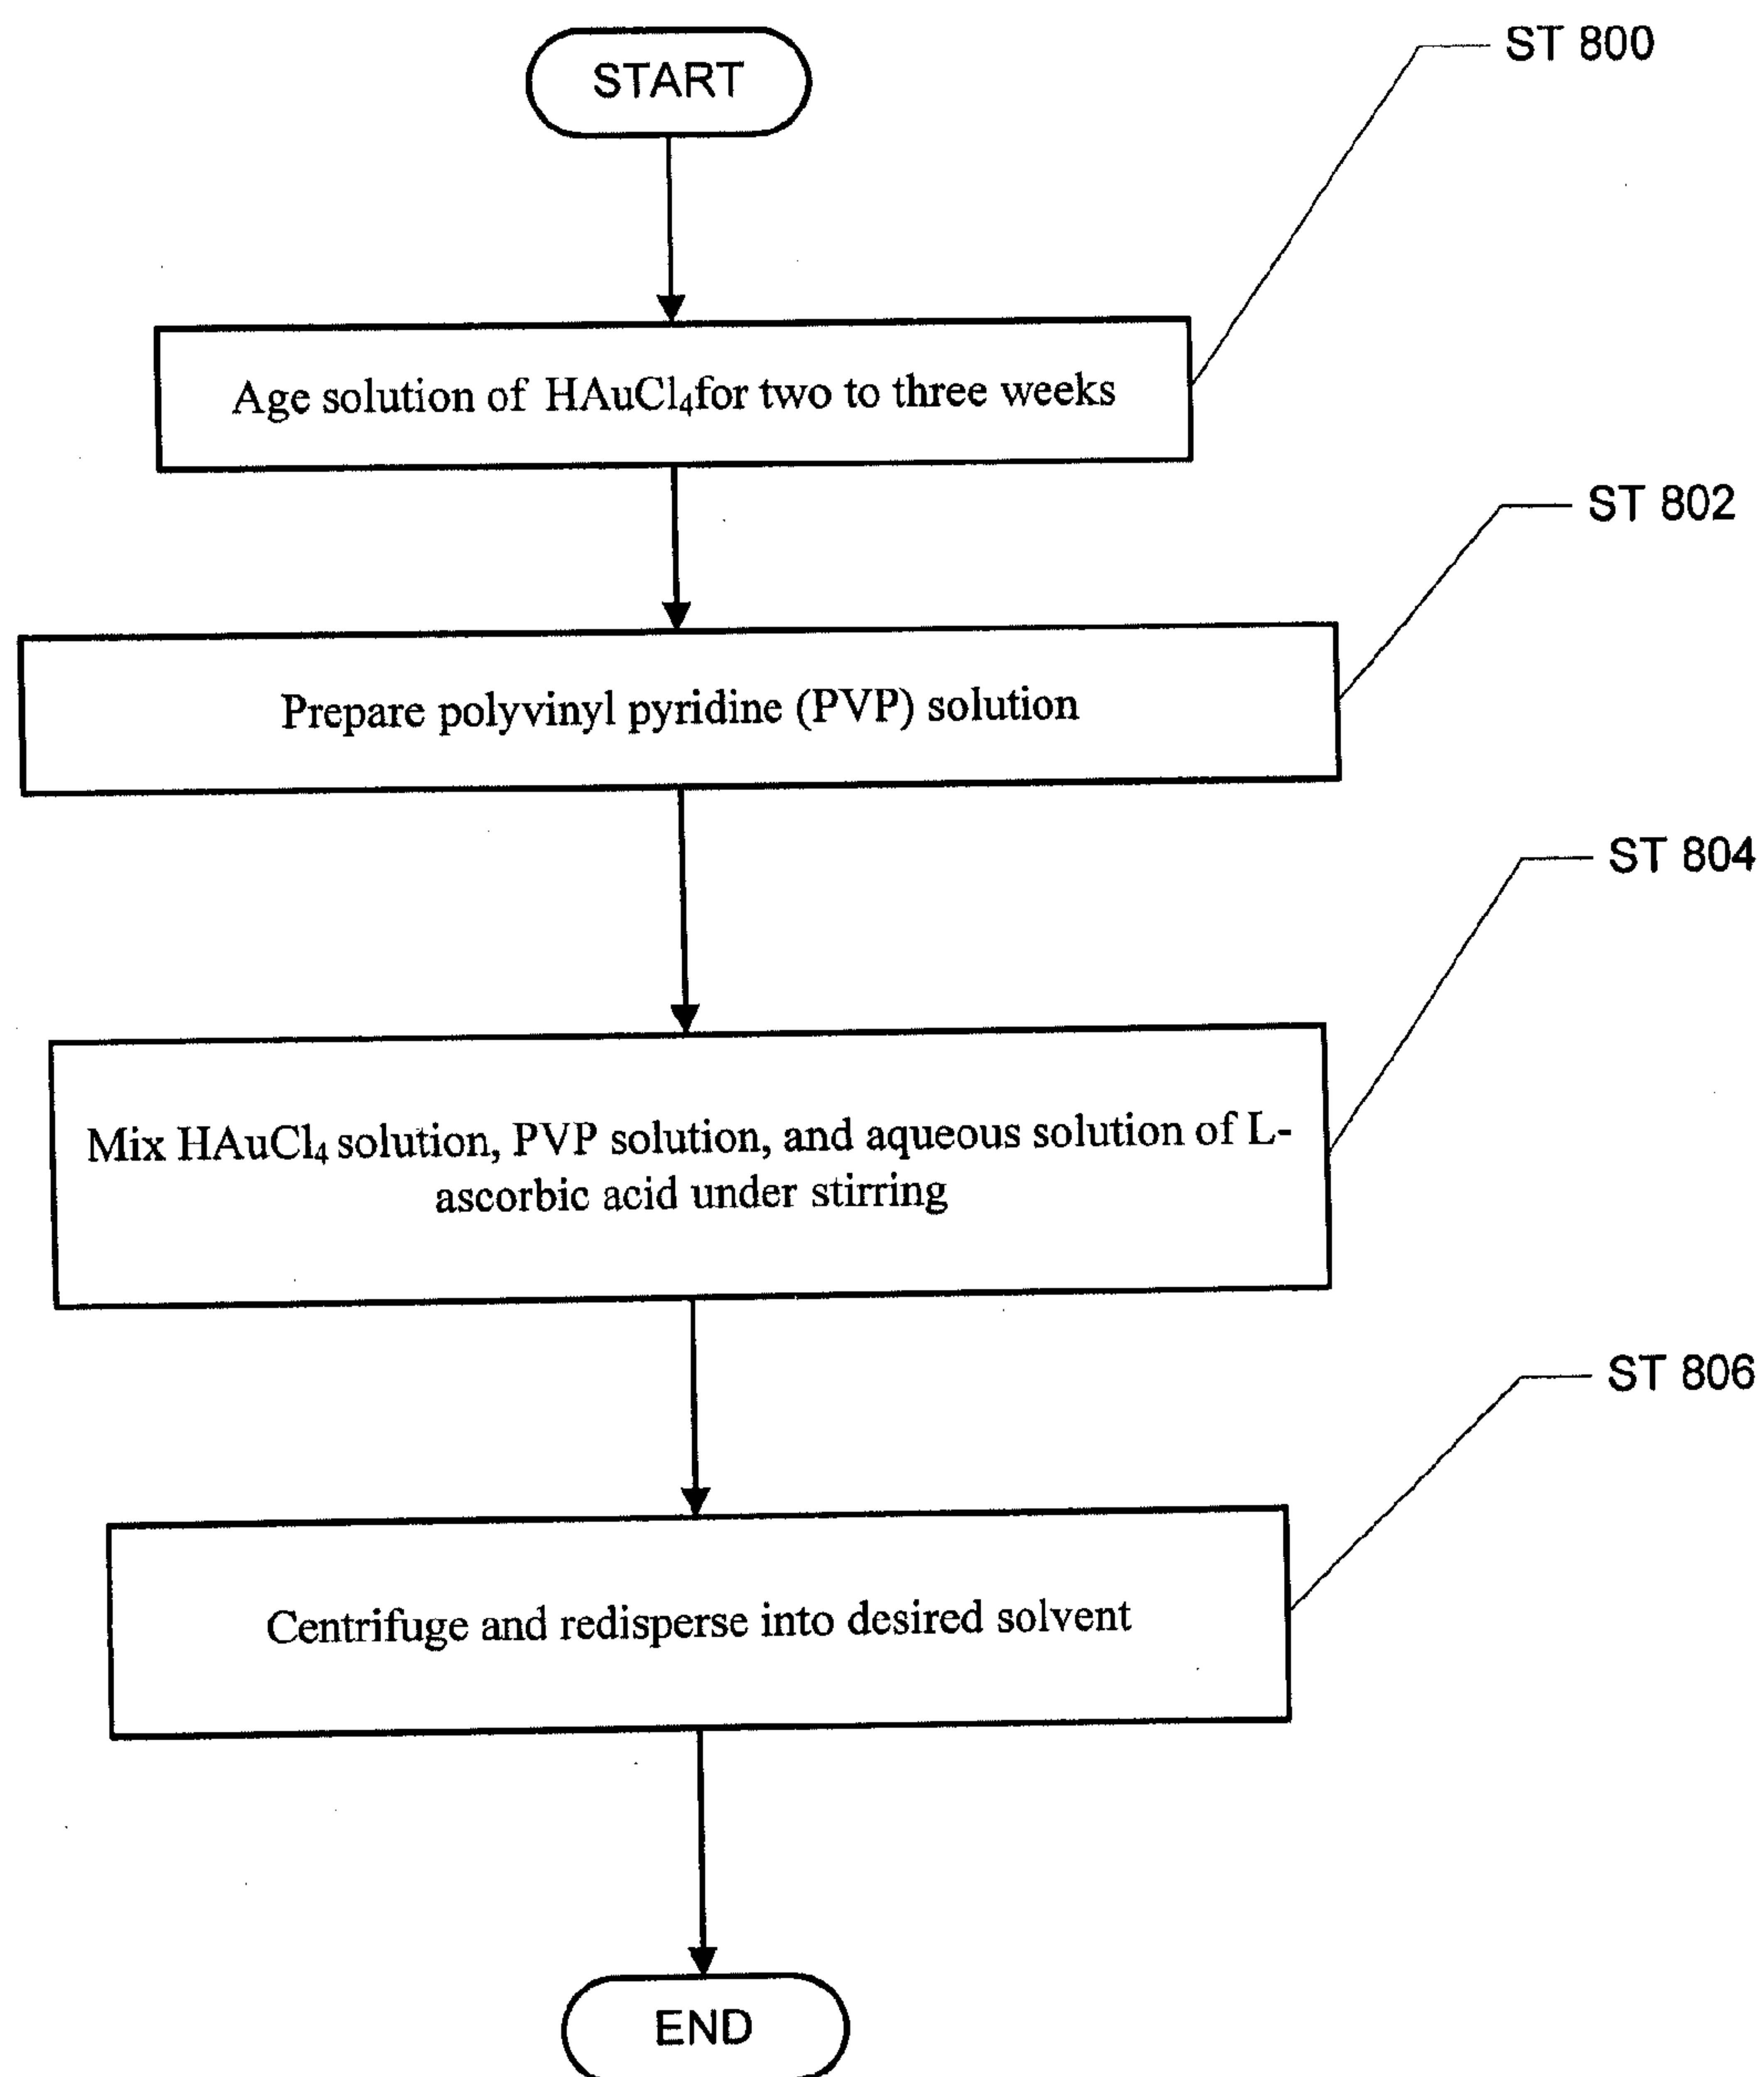 START
ST 800
Age solution of HAuCl₄for two to three weeks
ST 802
Prepare polyvinyl pyridine (PVP) solution
ST 804
Mix HAuCl₄ solution, PVP solution, and aqueous solution of L-
ascorbic acid under stirring
ST 806
Centrifuge and redisperse into desired solvent
END